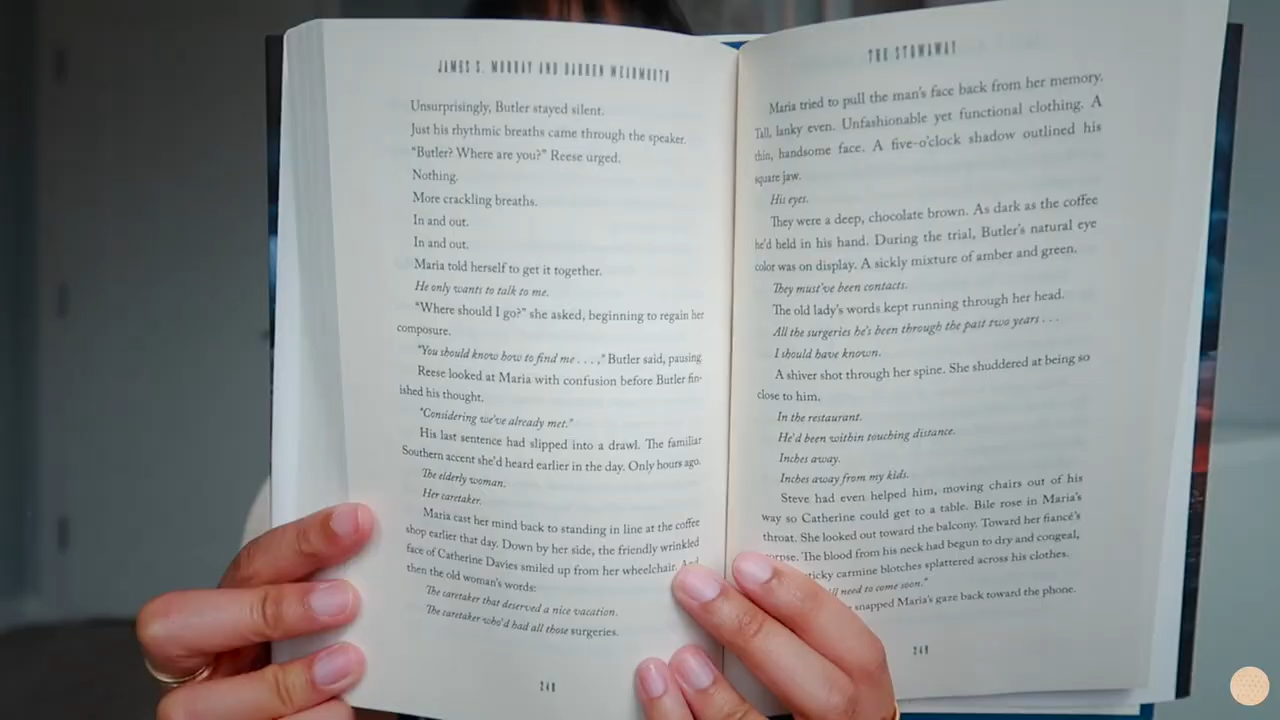 JAMES S. MURRAY AND DARREN WEARMOUTH
Unsurprisingly, Butler stayed silent.
Just his rhythmic breaths came through the speaker.
"Butler? Where are you?" Reese urged.
Nothing.
More crackling breaths.
In and out.
In and out.
Maria told herself to get it together.
He only wants to talk to me.
"Where should I go?" she asked, beginning to regain her
composure.
"You should know how to find me . . . ," Butler said, pausing.
Reese looked at Maria with confusion before Butler fin-
ished his thought.
"Considering we've already met."
His last sentence had slipped into a drawl. The familiar
Southern accent she'd heard earlier in the day. Only hours ago.
The elderly woman.
Her caretaker.
Maria cast her mind back to standing in line at the coffee
shop earlier that day. Down by her side, the friendly wrinkled
face of Catherine Davies smiled up from her wheelchair. And
then the old woman's words:
The caretaker that deserved a nice vacation.
The caretaker who'd had all those surgeries.
248
THE STOWAWAY
Maria tried to pull the man's face back from her memory.
Tall, lanky even. Unfashionable yet functional clothing. A
thin, handsome face. A five-o'clock shadow outlined his
square jaw.
His eyes.
They were a deep, chocolate brown. As dark as the coffee
he'd held in his hand. During the trial, Butler's natural eye
color was on display. A sickly mixture of amber and green.
They must've been contacts.
The old lady's words kept running through her head.
All the surgeries he's been through the past two years . . .
I should have known.
A shiver shot through her spine. She shuddered at being so
close to him.
In the restaurant.
He'd been within touching distance.
Inches away.
Inches away from my kids.
Steve had even helped him, moving chairs out of his
way so Catherine could get to a table. Bile rose in Maria's
throat. She looked out toward the balcony. Toward her fiancé's
corpse. The blood from his neck had begun to dry and congeal,
sticky carmine blotches splattered across his clothes.
need to come soon."
snapped Maria's gaze back toward the phone.
249